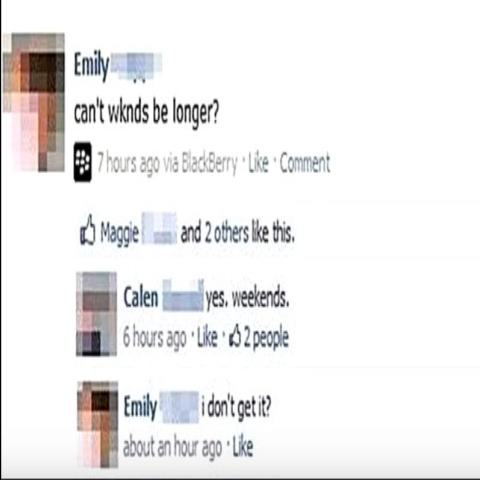 Emily
can't wknds be longer?
7 hours ago via BlackBerry · Like · Comment
Maggie and 2 others like this.
Calen yes. weekends.
6 hours ago · Like · 2 people
Emily i don't get it?
about an hour ago · Like